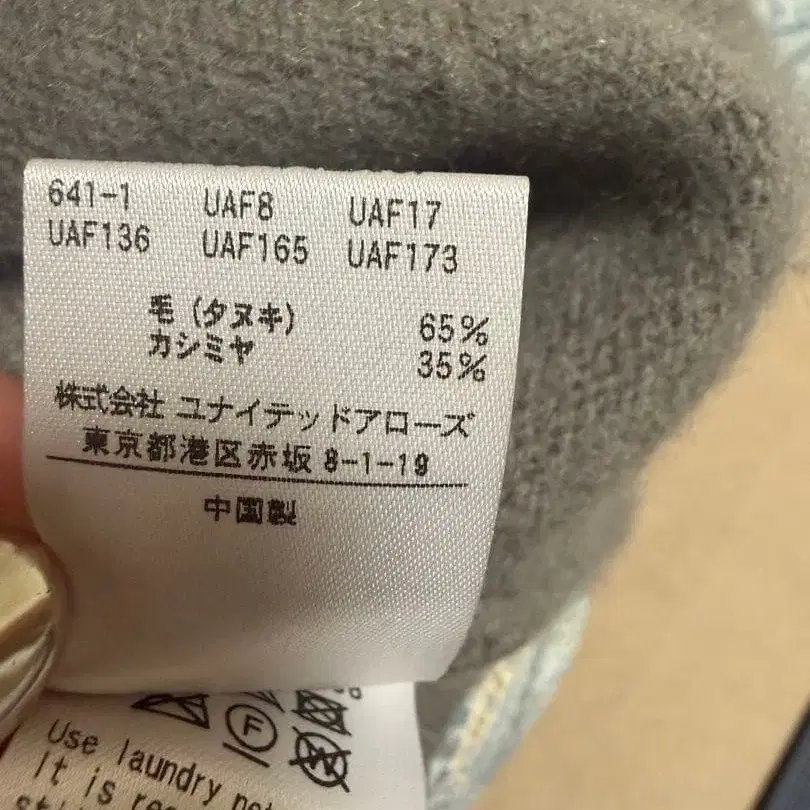 641-1 UAF8 UAF17
UAF136 UAF165 UAF173
毛 (タヌキ) 65%
カシミヤ 35%
株式会社 ユナイテッドアローズ
東京都港区赤坂 8-1-19
中国製
F
Use laundry net
It is